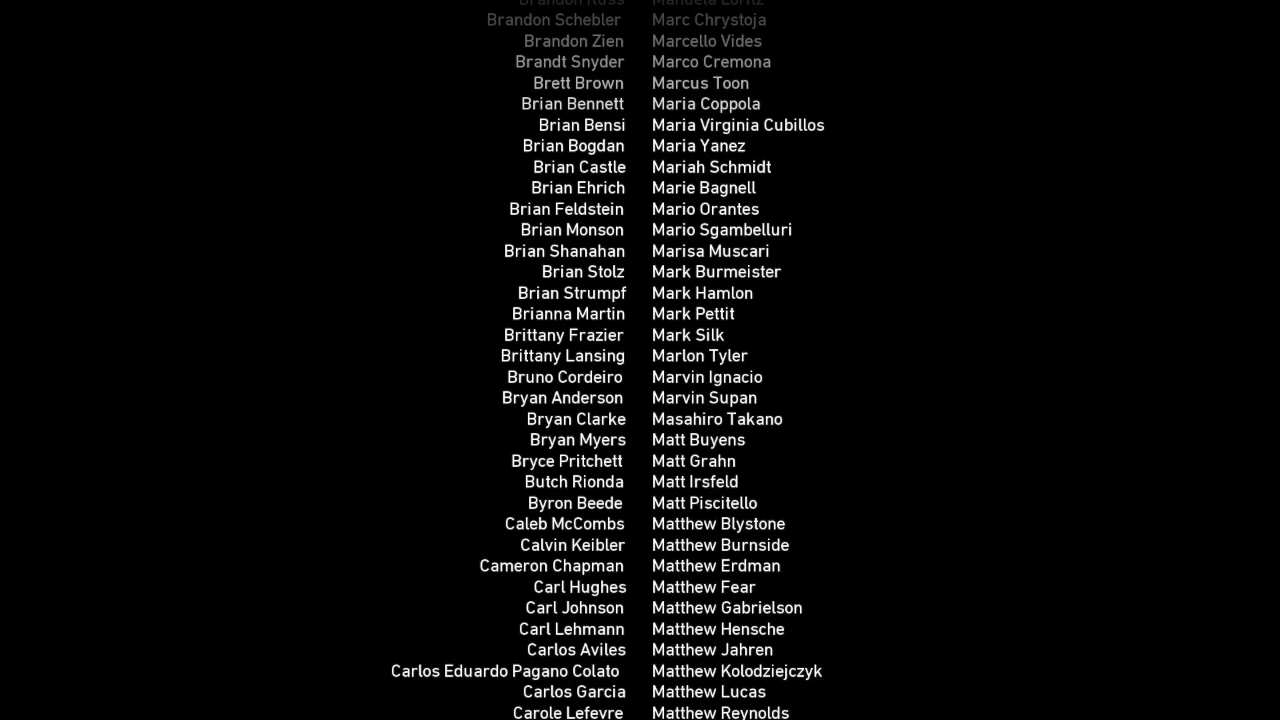 Brandon Russ Manuela Lofitz
Brandon Schebler Marc Chrystoja
Brandon Zien Marcello Vides
Brandt Snyder Marco Cremona
Brett Brown Marcus Toon
Brian Bennett Maria Coppola
Brian Bensi Maria Virginia Cubillos
Brian Bogdan Maria Yanez
Brian Castle Mariah Schmidt
Brian Ehrich Marie Bagnell
Brian Feldstein Mario Orantes
Brian Monson Mario Sgambelluri
Brian Shanahan Marisa Muscari
Brian Stolz Mark Burmeister
Brian Strumpf Mark Hamlon
Brianna Martin Mark Pettit
Brittany Frazier Mark Silk
Brittany Lansing Marlon Tyler
Bruno Cordeiro Marvin Ignacio
Bryan Anderson Marvin Supan
Bryan Clarke Masahiro Takano
Bryan Myers Matt Buyens
Bryce Pritchett Matt Grahn
Butch Rionda Matt Irsfeld
Byron Beede Matt Piscitello
Caleb McCombs Matthew Blystone
Calvin Keibler Matthew Burnside
Cameron Chapman Matthew Erdman
Carl Hughes Matthew Fear
Carl Johnson Matthew Gabrielson
Carl Lehmann Matthew Hensche
Carlos Aviles Matthew Jahren
Carlos Eduardo Pagano Colato Matthew Kolodziejczyk
Carlos Garcia Matthew Lucas
Carole Lefevre Matthew Reynolds